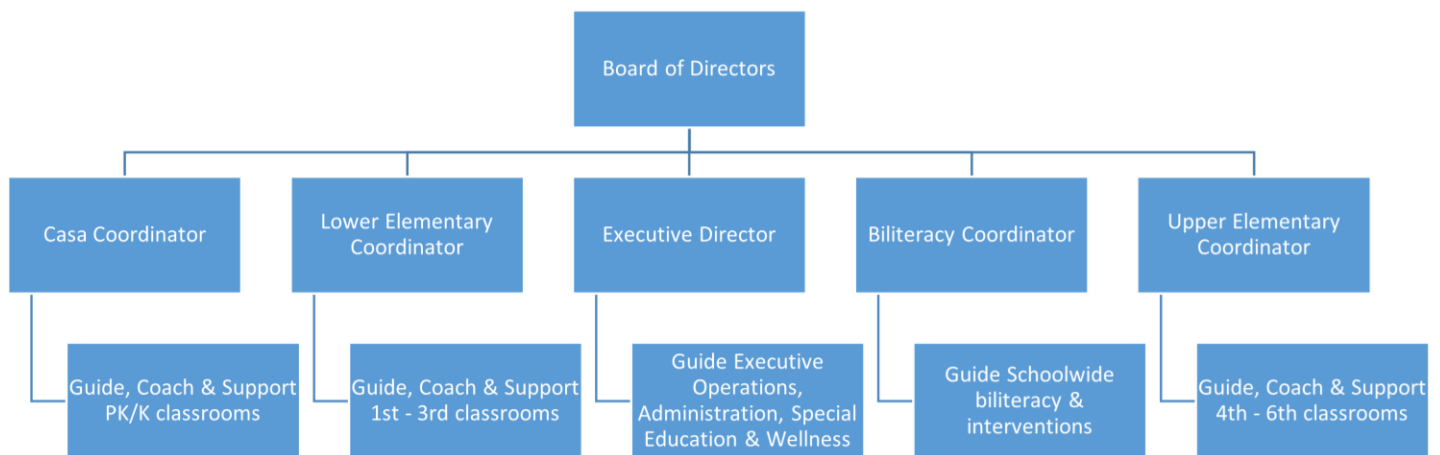 Board of Directors
Casa Coordinator
Lower Elementary
Coordinator
Executive Director
Biliteracy Coordinator
Upper Elementary
Coordinator
Guide, Coach & Support
PK/K classrooms
Guide, Coach & Support
1st - 3rd classrooms
Guide Executive
Operations,
Administration, Special
Education & Wellness
Guide Schoolwide
biliteracy &
interventions
Guide, Coach & Support
4th - 6th classrooms